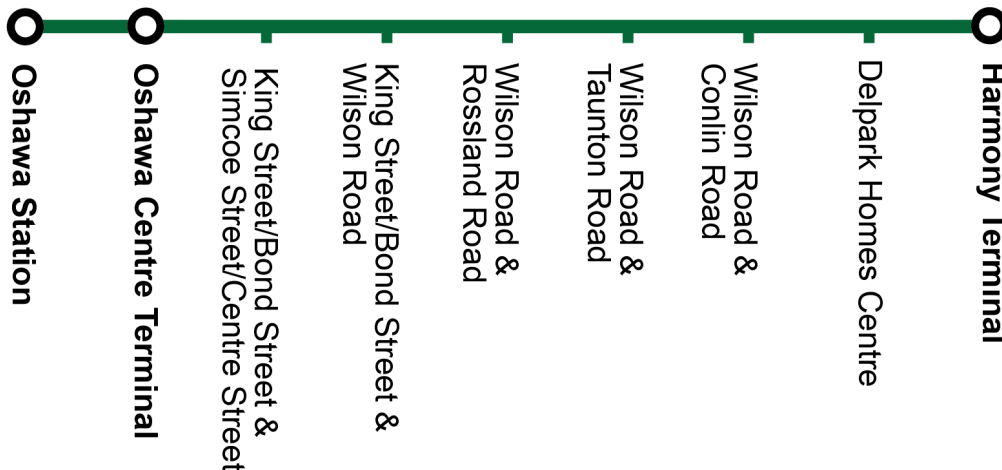 Oshawa Station
Oshawa Centre Terminal
King Street/Bond Street &
Simcoe Street/Centre Street
King Street/Bond Street &
Wilson Road
Wilson Road &
Rossland Road
Wilson Road &
Taunton Road
Wilson Road &
Conlin Road
Delpark Homes Centre
Harmony Terminal